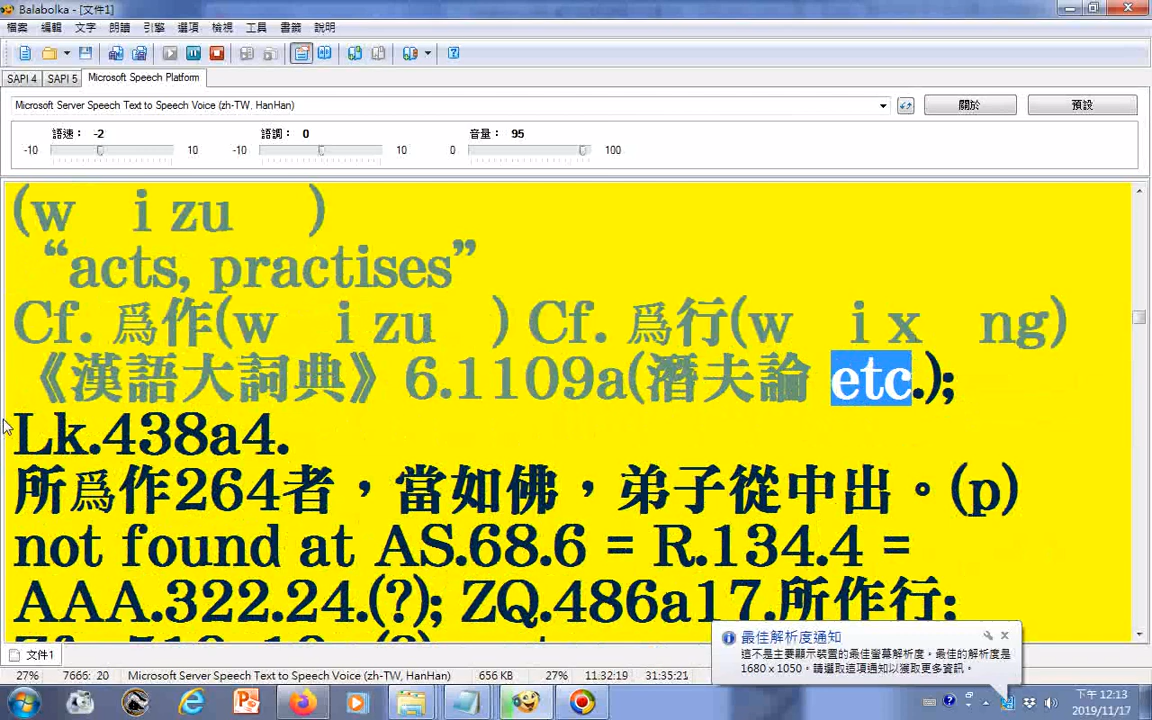 Balabolka - [文件1]
檔案 編輯 文字 朗讀 引擎 選項 檢視 工具 書籤 說明
SAPI 4 SAPI 5 Microsoft Speech Platform
Microsoft Server Speech Text to Speech Voice (zh-TW, HanHan) 關於 預設
語速： -2 語調： 0 音量： 95
-10 10 -10 10 0 100
(w i zu )
“acts, practises”
Cf. 爲作(w i zu ) Cf. 爲行(w i x ng)
《漢語大詞典》6.1109a(潛夫論 etc.);
Lk.438a4.
所爲作264者，當如佛，弟子從中出。(p)
not found at AS.68.6 = R.134.4 =
AAA.322.24.(?); ZQ.486a17.所作行;
最佳解析度通知
這不是主要顯示裝置的最佳螢幕解析度。最佳的解析度是
1680 x 1050。請選取這項通知以獲取更多資訊。
文件1
27% 7666: 20 Microsoft Server Speech Text to Speech Voice (zh-TW, HanHan) 656 KB 27% 11:32:19 31:35:21
下午 12:13
2019/11/17